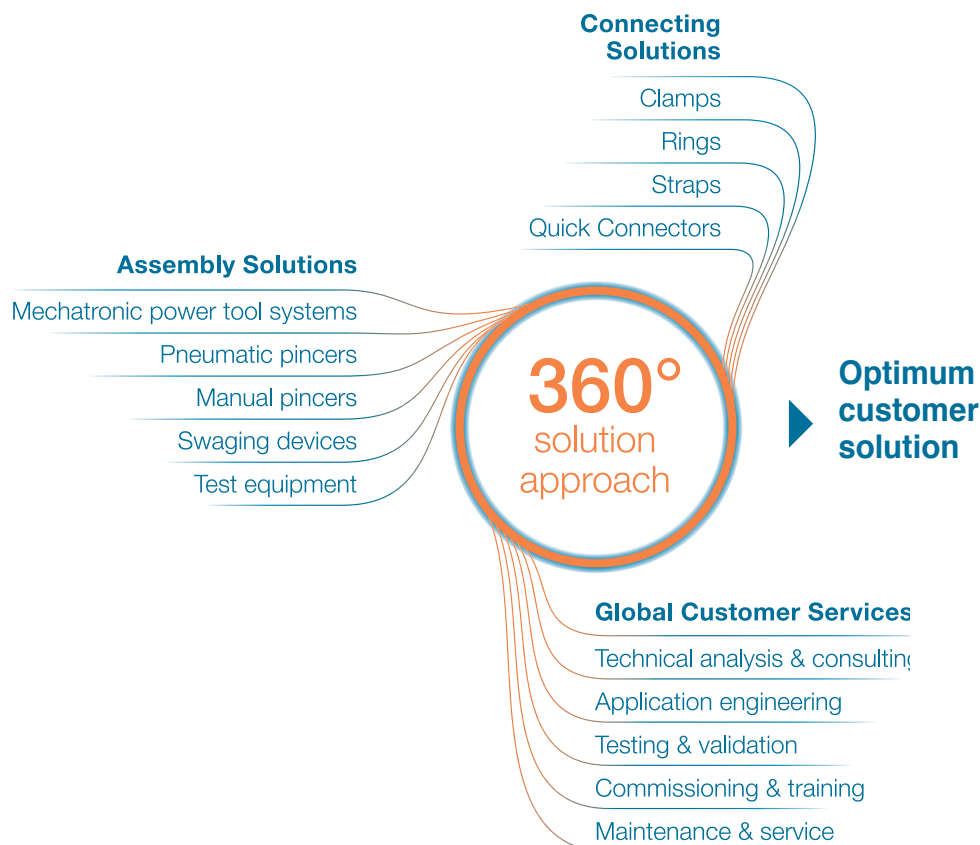 Connecting
Solutions
Clamps
Rings
Straps
Quick Connectors
Assembly Solutions
Mechatronic power tool systems
Pneumatic pincers
Manual pincers
Swaging devices
Test equipment
360°
solution
approach
Optimum
customer
solution
Global Customer Services
Technical analysis & consulting
Application engineering
Testing & validation
Commissioning & training
Maintenance & service